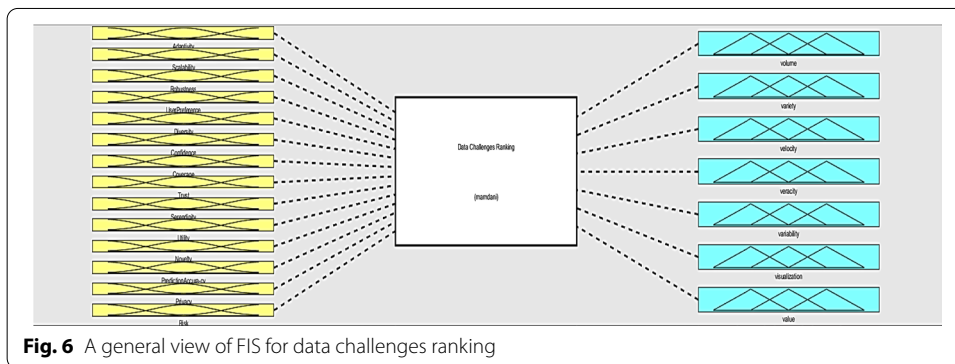 Adaptivity
Scalability
Robustness
UserPreference
Diversity
Confidence
Coverage
Trust
Serendipity
Utility
Novelty
PredictionAccuracy
Privacy
Risk
Data Challenges Ranking
(mamdani)
volume
variety
velocity
veracity
variability
visualization
value
Fig. 6 A general view of FIS for data challenges ranking